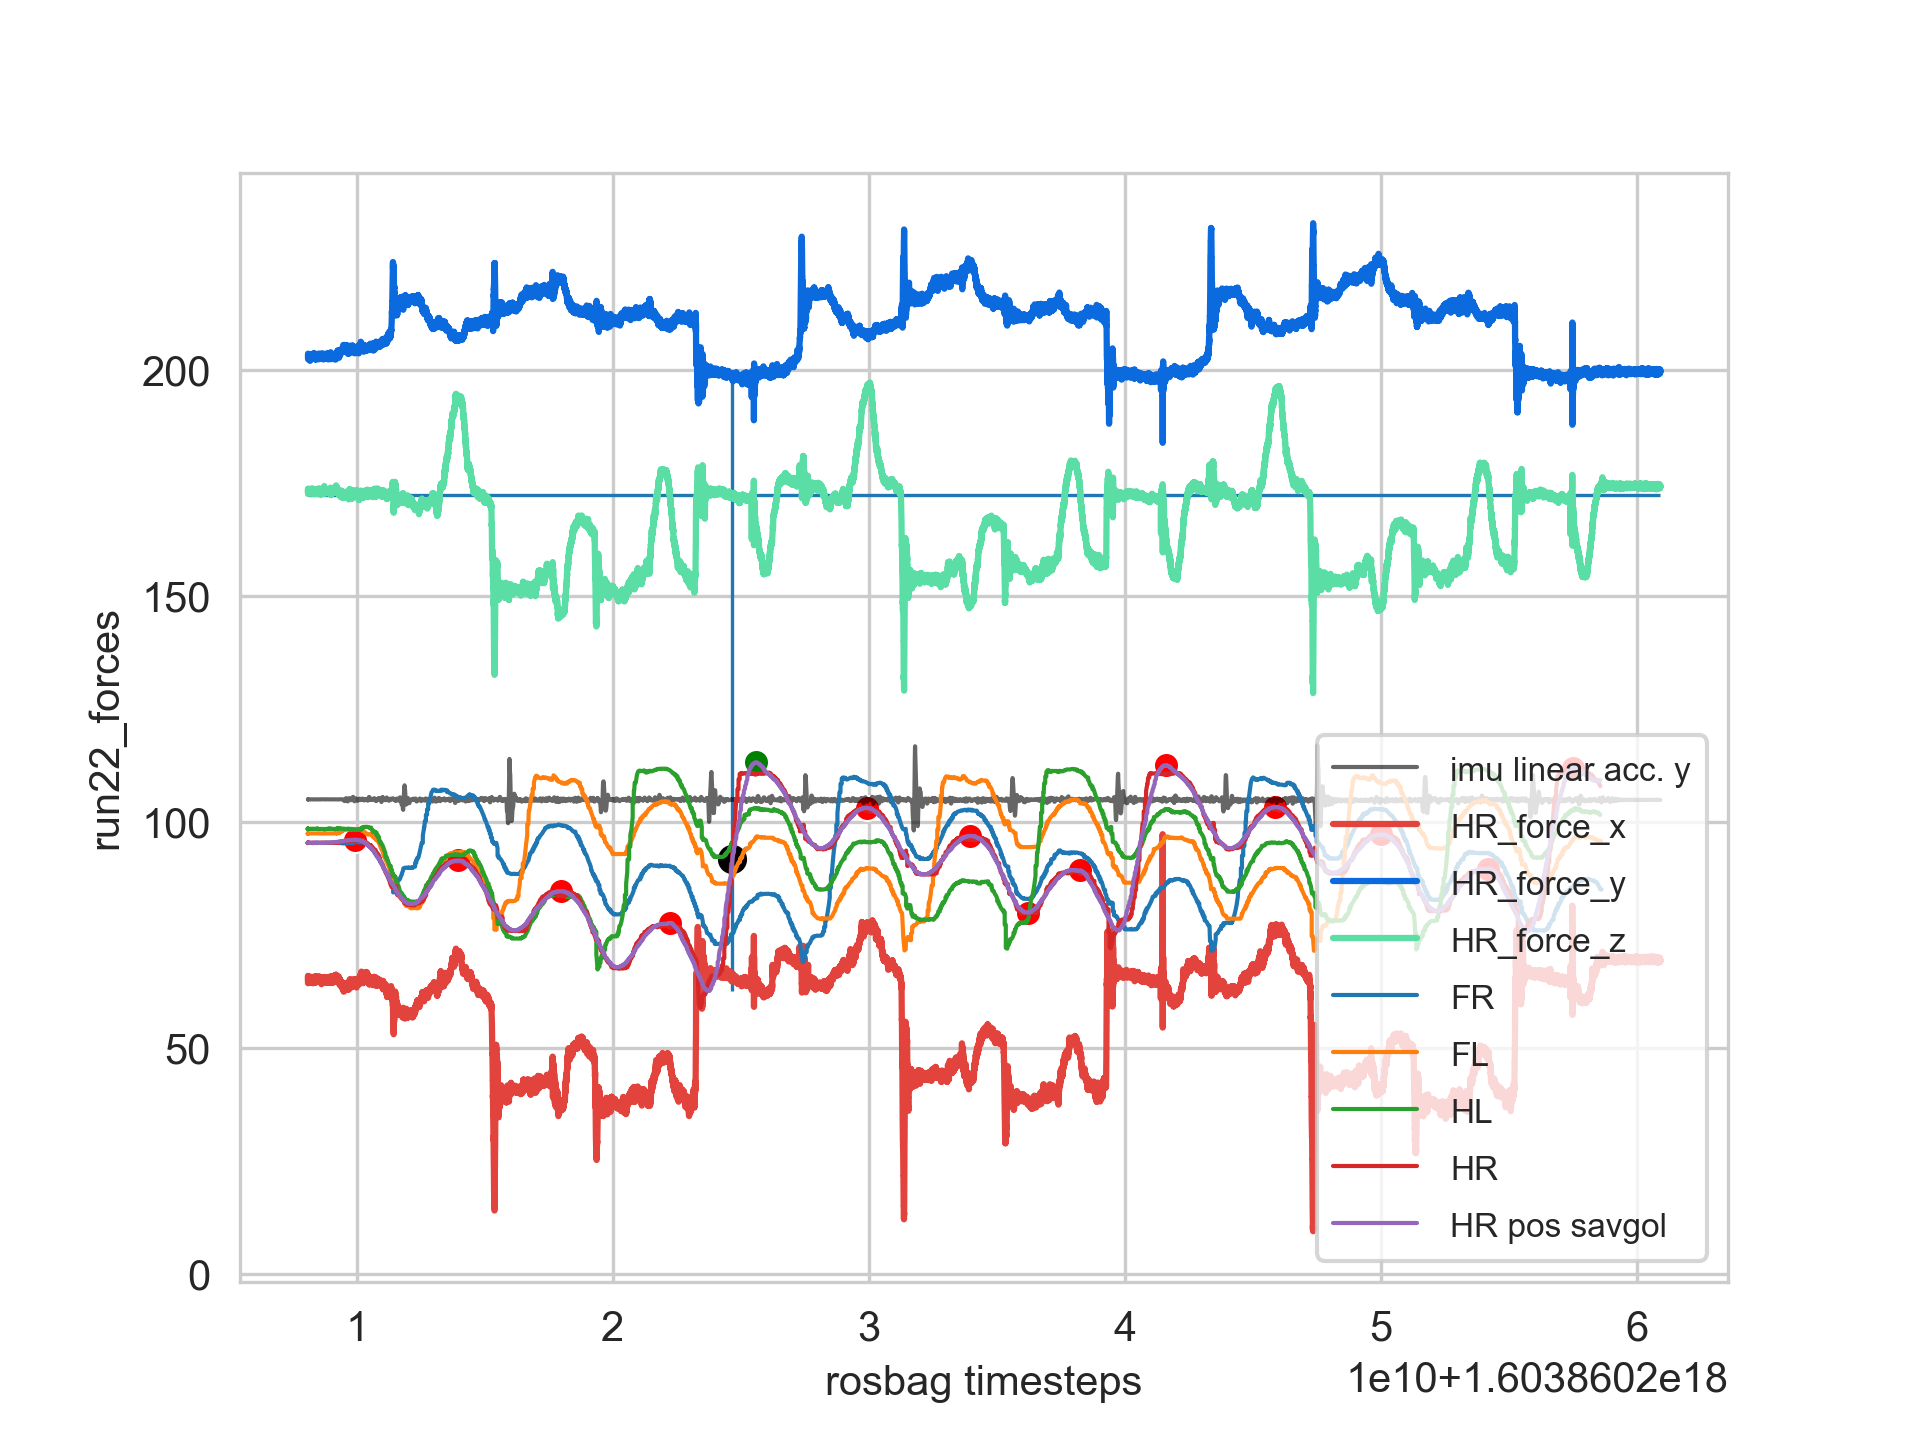 200
150
100
50
0
run22_forces
imu linear acc. y
HR_force_x
HR_force_y
HR_force_z
FR
FL
HL
HR
HR pos savgol
1 2 3 4 5 6
rosbag timesteps
1e10+1.6038602e18